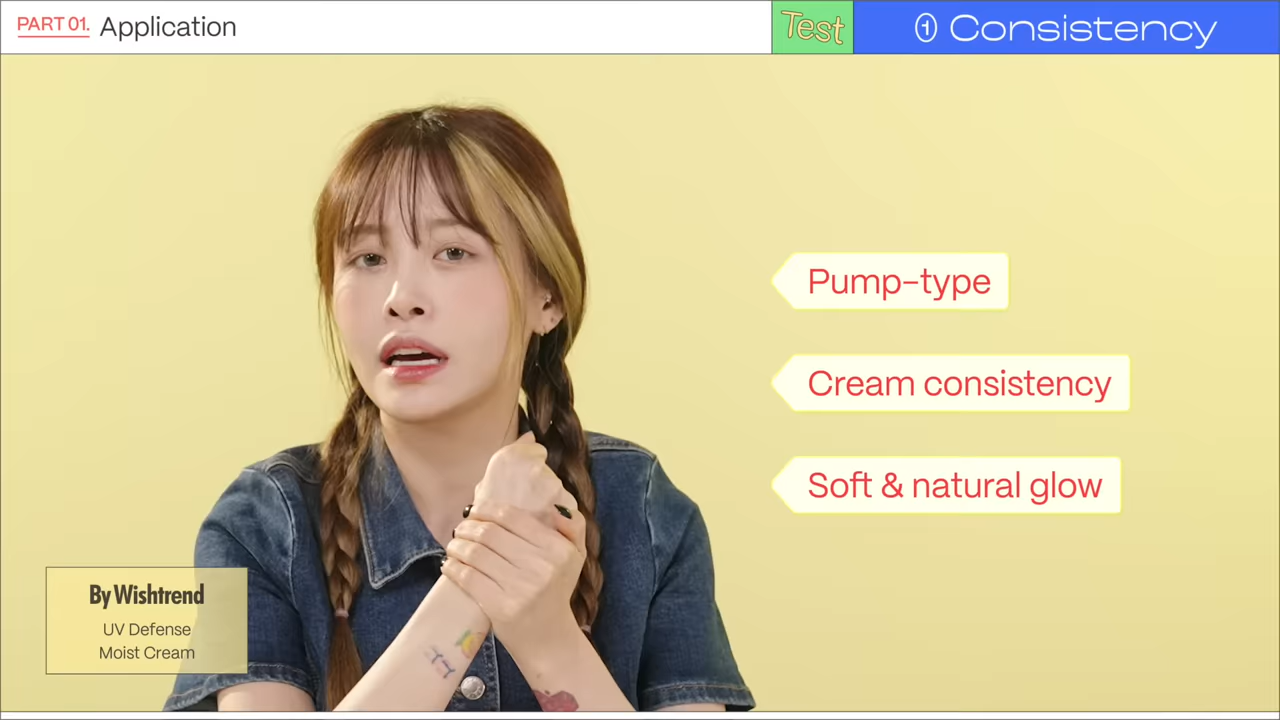 PART 01. Application
Test
① Consistency
Pump-type
Cream consistency
Soft & natural glow
By Wishtrend
UV Defense
Moist Cream